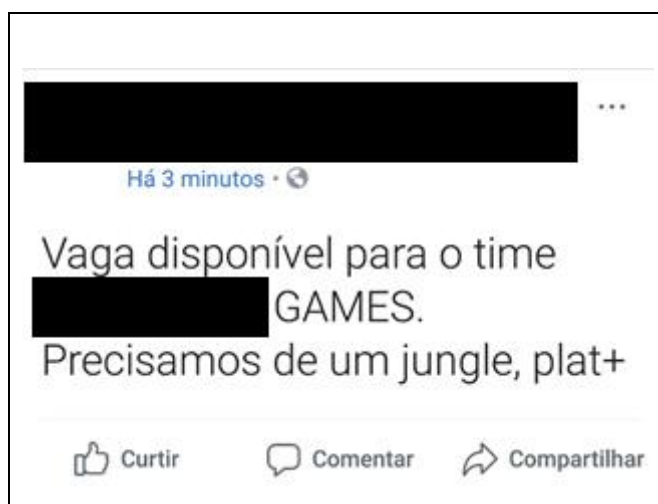 Há 3 minutos
Vaga disponível para o time
GAMES.
Precisamos de um jungle, plat+
Curtir Comentar Compartilhar